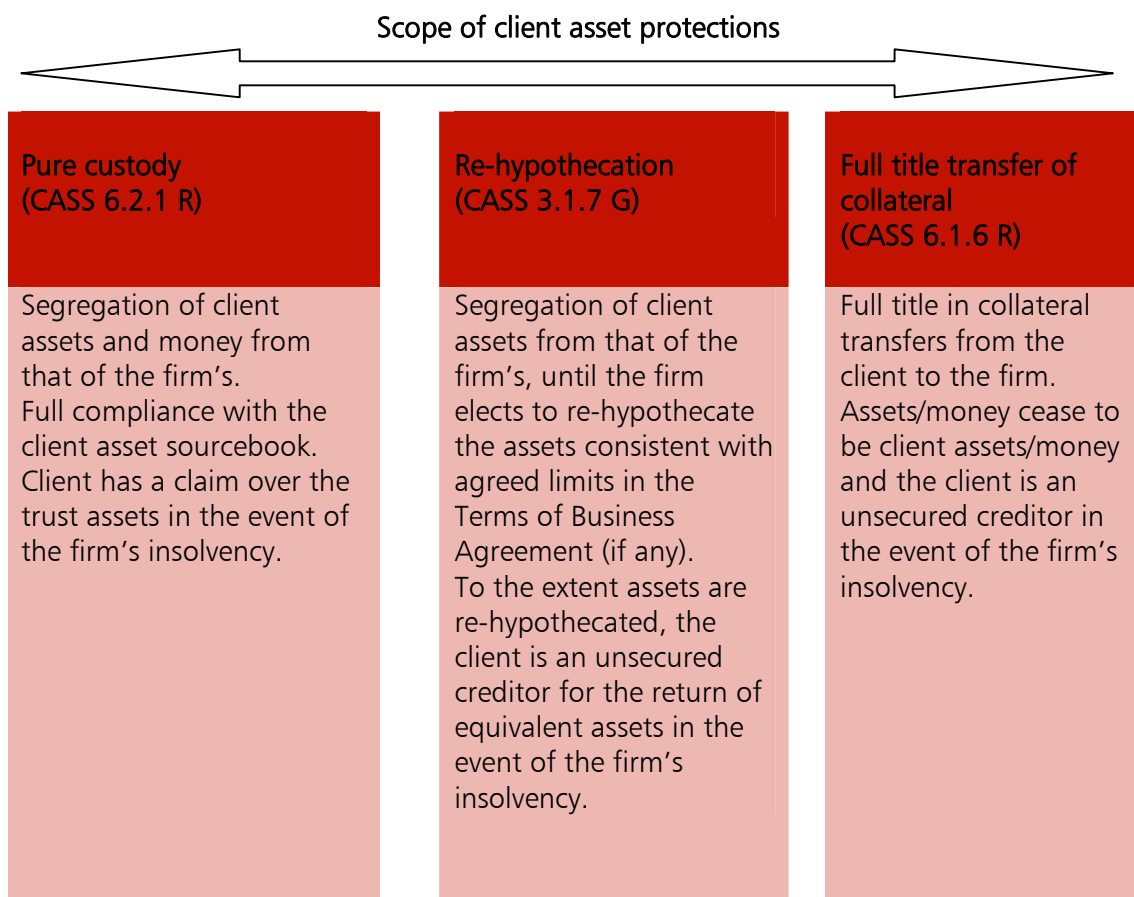 Scope of client asset protections
Pure custody
(CASS 6.2.1 R)
Segregation of client
assets and money from
that of the firm’s.
Full compliance with the
client asset sourcebook.
Client has a claim over the
trust assets in the event of
the firm’s insolvency.
Re-hypothecation
(CASS 3.1.7 G)
Segregation of client
assets from that of the
firm’s, until the firm
elects to re-hypothecate
the assets consistent with
agreed limits in the
Terms of Business
Agreement (if any).
To the extent assets are
re-hypothecated, the
client is an unsecured
creditor for the return of
equivalent assets in the
event of the firm’s
insolvency.
Full title transfer of
collateral
(CASS 6.1.6 R)
Full title in collateral
transfers from the
client to the firm.
Assets/money cease to
be client assets/money
and the client is an
unsecured creditor in
the event of the firm’s
insolvency.